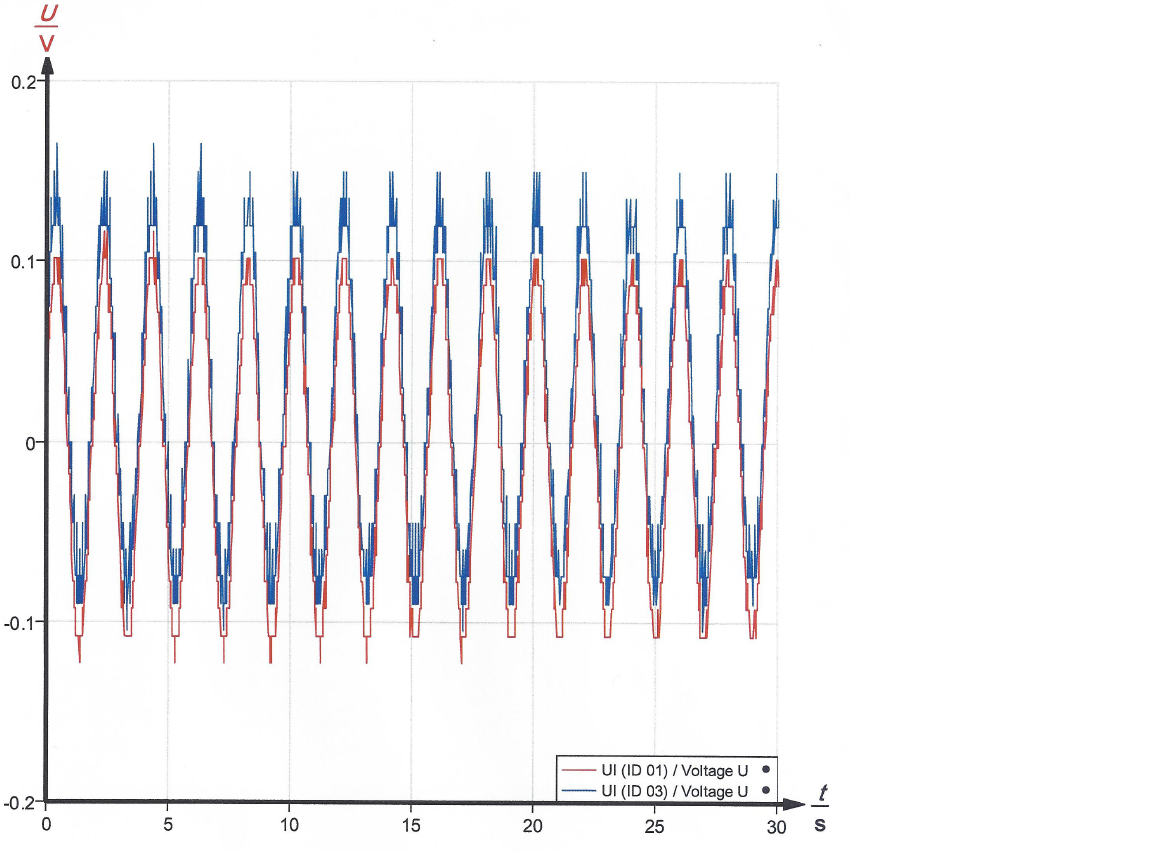 U
V
0.2
0.1
0
-0.1
-0.2
UI (ID 01) / Voltage U ●
UI (ID 03) / Voltage U ●
t
s
0 5 10 15 20 25 30